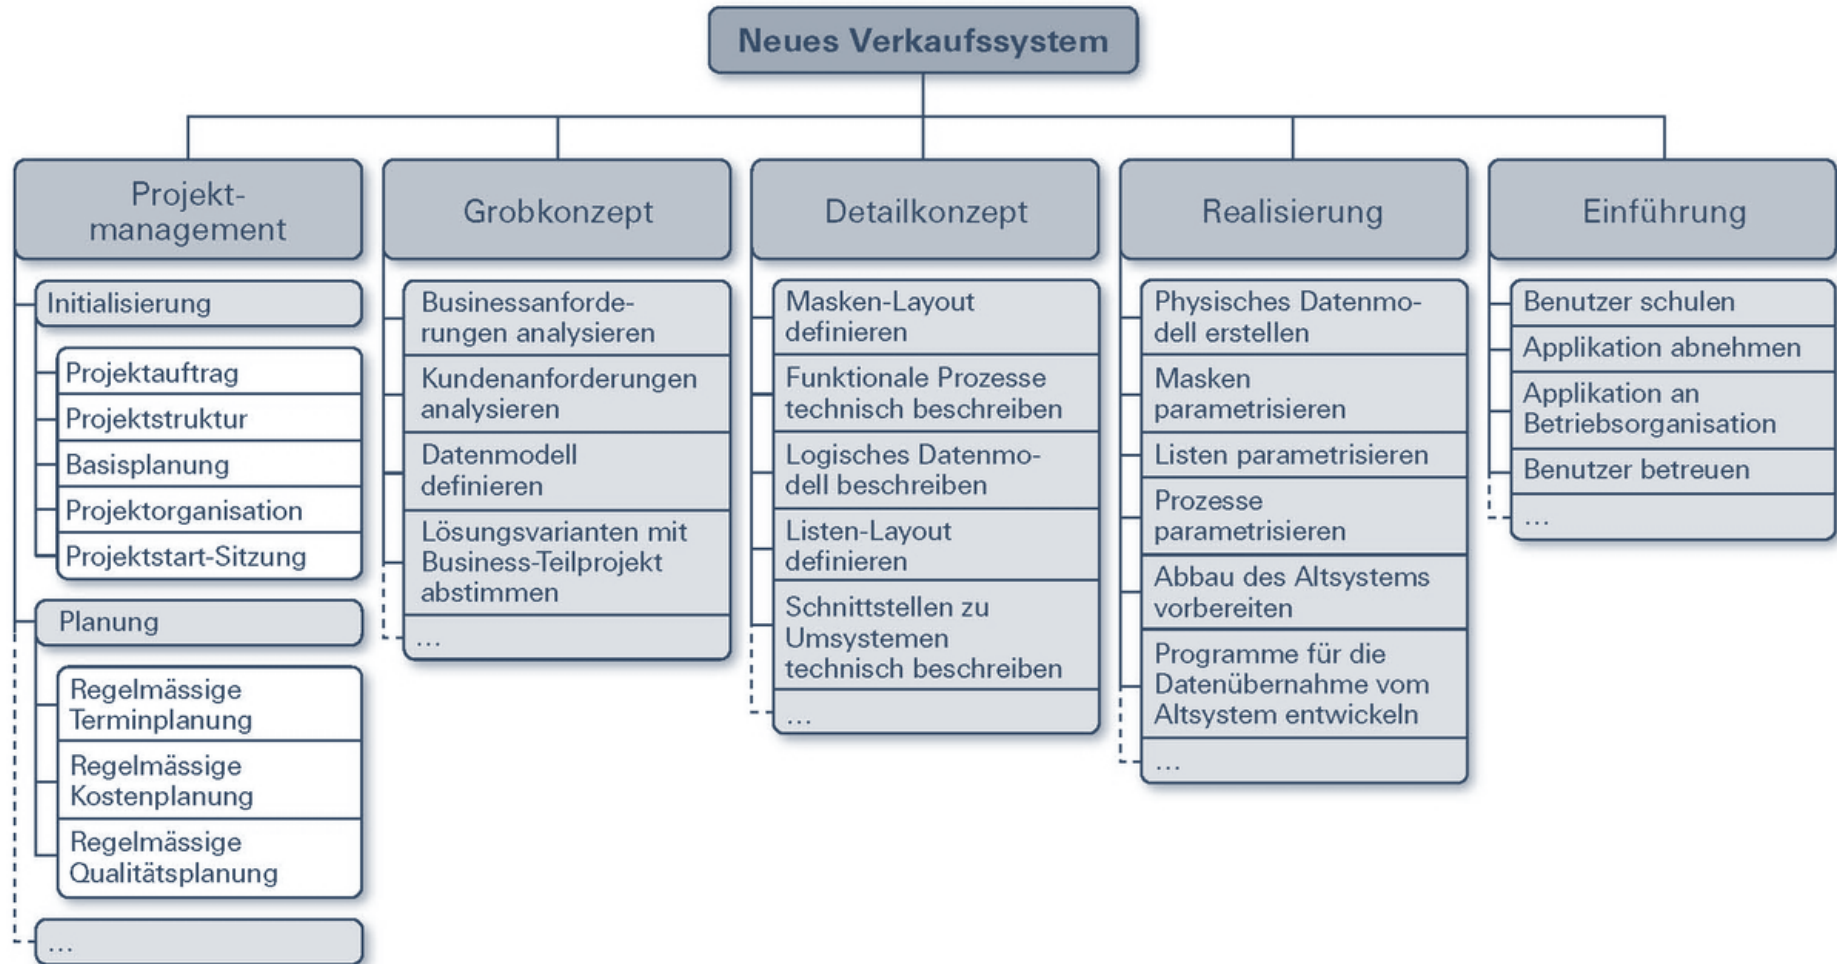 Neues Verkaufssystem
Projekt-
management
Initialisierung
Projektauftrag
Projektstruktur
Basisplanung
Projektorganisation
Projektstart-Sitzung
Planung
Regelmässige
Terminplanung
Regelmässige
Kostenplanung
Regelmässige
Qualitätsplanung
...
Grobkonzept
Businessanforde-
rungen analysieren
Kundenanforderungen
analysieren
Datenmodell
definieren
Lösungsvarianten mit
Business-Teilprojekt
abstimmen
...
Detailkonzept
Masken-Layout
definieren
Funktionale Prozesse
technisch beschreiben
Logisches Datenmo-
dell beschreiben
Listen-Layout
definieren
Schnittstellen zu
Umsystemen
technisch beschreiben
...
Realisierung
Physisches Datenmo-
dell erstellen
Masken
parametrisieren
Listen parametrisieren
Prozesse
parametrisieren
Abbau des Altsystems
vorbereiten
Programme für die
Datenübernahme vom
Altsystem entwickeln
...
Einführung
Benutzer schulen
Applikation abnehmen
Applikation an
Betriebsorganisation
Benutzer betreuen
...